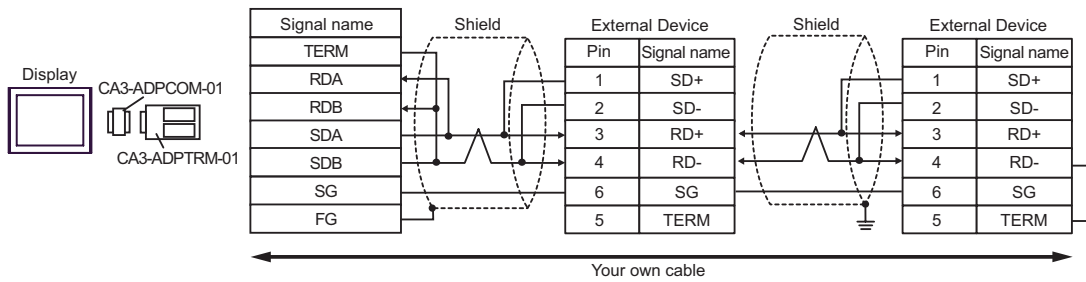 Display
CA3-ADPCOM-01
CA3-ADPTRM-01
Signal name
TERM
RDA
RDB
SDA
SDB
SG
FG
Shield
External Device
Pin Signal name
1 SD+
2 SD-
3 RD+
4 RD-
6 SG
5 TERM
Shield
External Device
Pin Signal name
1 SD+
2 SD-
3 RD+
4 RD-
6 SG
5 TERM
Your own cable